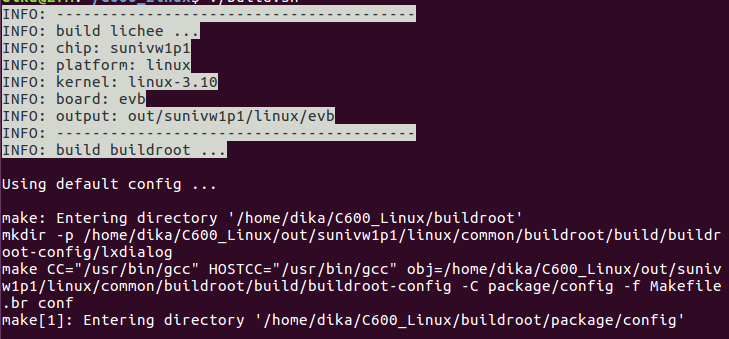 INFO: ----------------------------------------
INFO: build lichee ...
INFO: chip: sunivw1p1
INFO: platform: linux
INFO: kernel: linux-3.10
INFO: board: evb
INFO: output: out/sunivw1p1/linux/evb
INFO: ----------------------------------------
INFO: build buildroot ...
Using default config ...
make: Entering directory '/home/dika/C600_Linux/buildroot'
mkdir -p /home/dika/C600_Linux/out/sunivw1p1/linux/common/buildroot/build/buildr
oot-config/lxdialog
make CC="/usr/bin/gcc" HOSTCC="/usr/bin/gcc" obj=/home/dika/C600_Linux/out/suniv
w1p1/linux/common/buildroot/build/buildroot-config -C package/config -f Makefile
.br conf
make[1]: Entering directory '/home/dika/C600_Linux/buildroot/package/config'